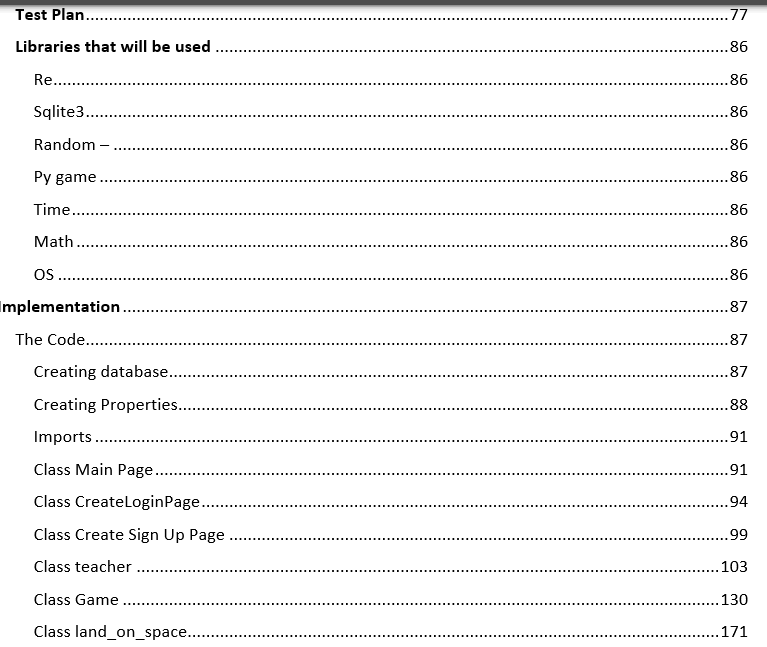 Test Plan 77
Libraries that will be used 86
Re 86
Sqlite3 86
Random – 86
Py game 86
Time 86
Math 86
OS 86
Implementation 87
The Code 87
Creating database 87
Creating Properties 88
Imports 91
Class Main Page 91
Class CreateLoginPage 94
Class Create Sign Up Page 99
Class teacher 103
Class Game 130
Class land_on_space 171